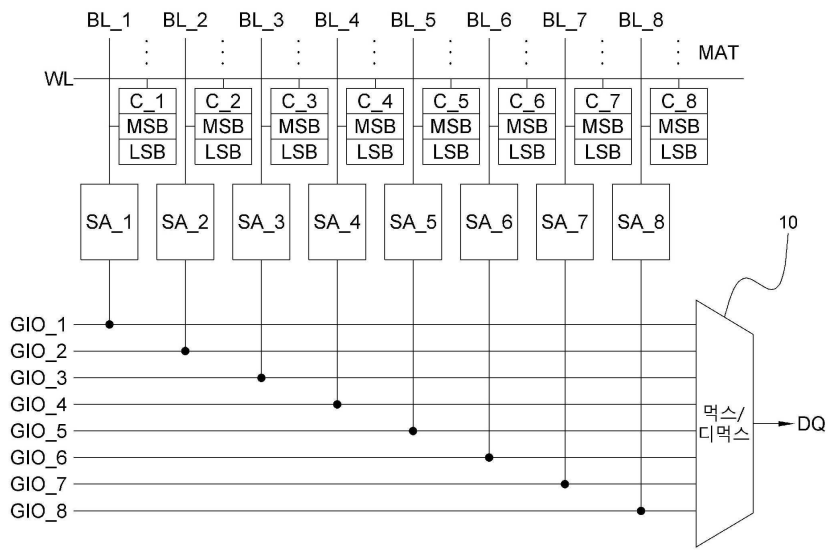 BL_1 BL_2 BL_3 BL_4 BL_5 BL_6 BL_7 BL_8
MAT
WL
C_1 C_2 C_3 C_4 C_5 C_6 C_7 C_8
MSB MSB MSB MSB MSB MSB MSB MSB
LSB LSB LSB LSB LSB LSB LSB LSB
SA_1 SA_2 SA_3 SA_4 SA_5 SA_6 SA_7 SA_8
10
GIO_1
GIO_2
GIO_3
GIO_4
GIO_5
GIO_6
GIO_7
GIO_8
먹스/
디먹스
DQ